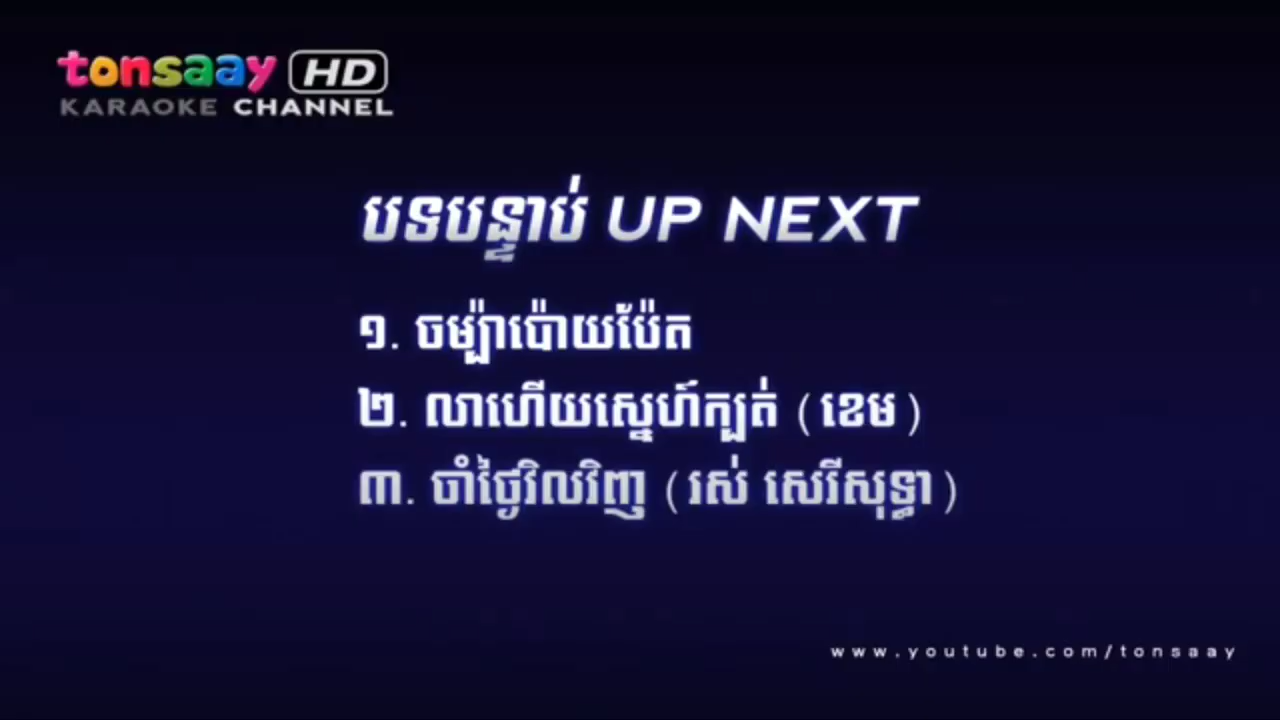 tonsaay HD
KARAOKE CHANNEL
បទបន្ទាប់ UP NEXT
១. ចម្ប៉ាប៉ោយប៉ែត
២. លាហើយស្នេហ៍ក្បត់ (ខេម)
៣. ចាំថ្ងៃវិលវិញ (រស់ សេរីសុទ្ធា)
www.youtube.com/tonsaay